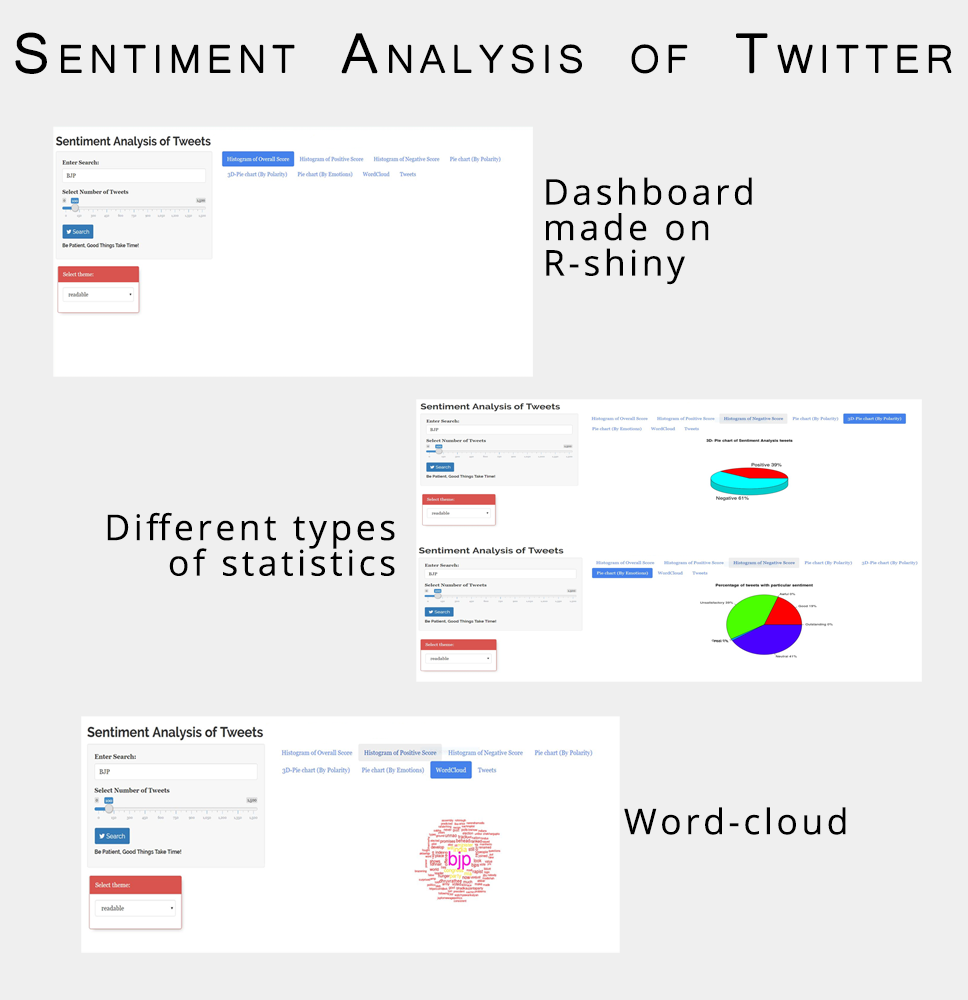 Sentiment Analysis of Twitter
Sentiment Analysis of Tweets
Enter Search:
BJP
Select Number of Tweets
Search
Be Patient, Good Things Take Time!
Select theme:
readable
Histogram of Overall Score Histogram of Positive Score Histogram of Negative Score Pie chart (By Polarity)
3D-Pie chart (By Polarity) Pie chart (By Emotions) WordCloud Tweets
Dashboard
made on
R-shiny
Different types
of statistics
Sentiment Analysis of Tweets
Enter Search:
BJP
Select Number of Tweets
Search
Be Patient, Good Things Take Time!
Select theme:
readable
Histogram of Overall Score Histogram of Positive Score Histogram of Negative Score Pie chart (By Polarity) 3D-Pie chart (By Polarity)
Pie chart (By Emotions) WordCloud Tweets
3D- Pie chart of Sentiment Analysis tweets
Positive 39%
Negative 61%
Sentiment Analysis of Tweets
Enter Search:
BJP
Select Number of Tweets
Search
Be Patient, Good Things Take Time!
Select theme:
readable
Histogram of Overall Score Histogram of Positive Score Histogram of Negative Score Pie chart (By Polarity) 3D-Pie chart (By Polarity)
Pie chart (By Emotions) WordCloud Tweets
Percentage of tweets with particular sentiment
Outstanding 0%
Neutral 41%
Sentiment Analysis of Tweets
Enter Search:
BJP
Select Number of Tweets
Search
Be Patient, Good Things Take Time!
Select theme:
readable
Histogram of Overall Score Histogram of Positive Score Histogram of Negative Score Pie chart (By Polarity)
3D-Pie chart (By Polarity) Pie chart (By Emotions) WordCloud Tweets
bjp
Word-cloud